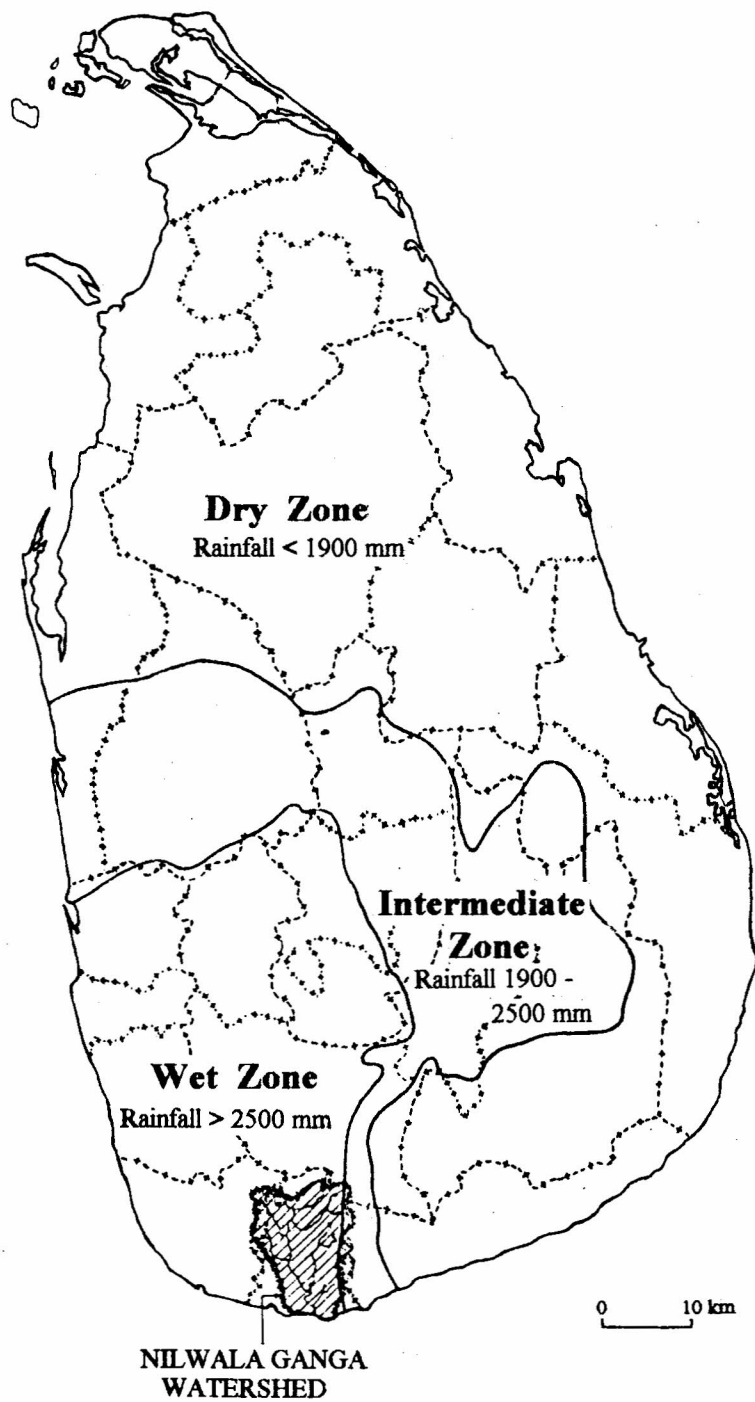 Dry Zone
Rainfall < 1900 mm
Intermediate
Zone
Rainfall 1900 -
2500 mm
Wet Zone
Rainfall > 2500 mm
0 10 km
NILWALA GANGA
WATERSHED